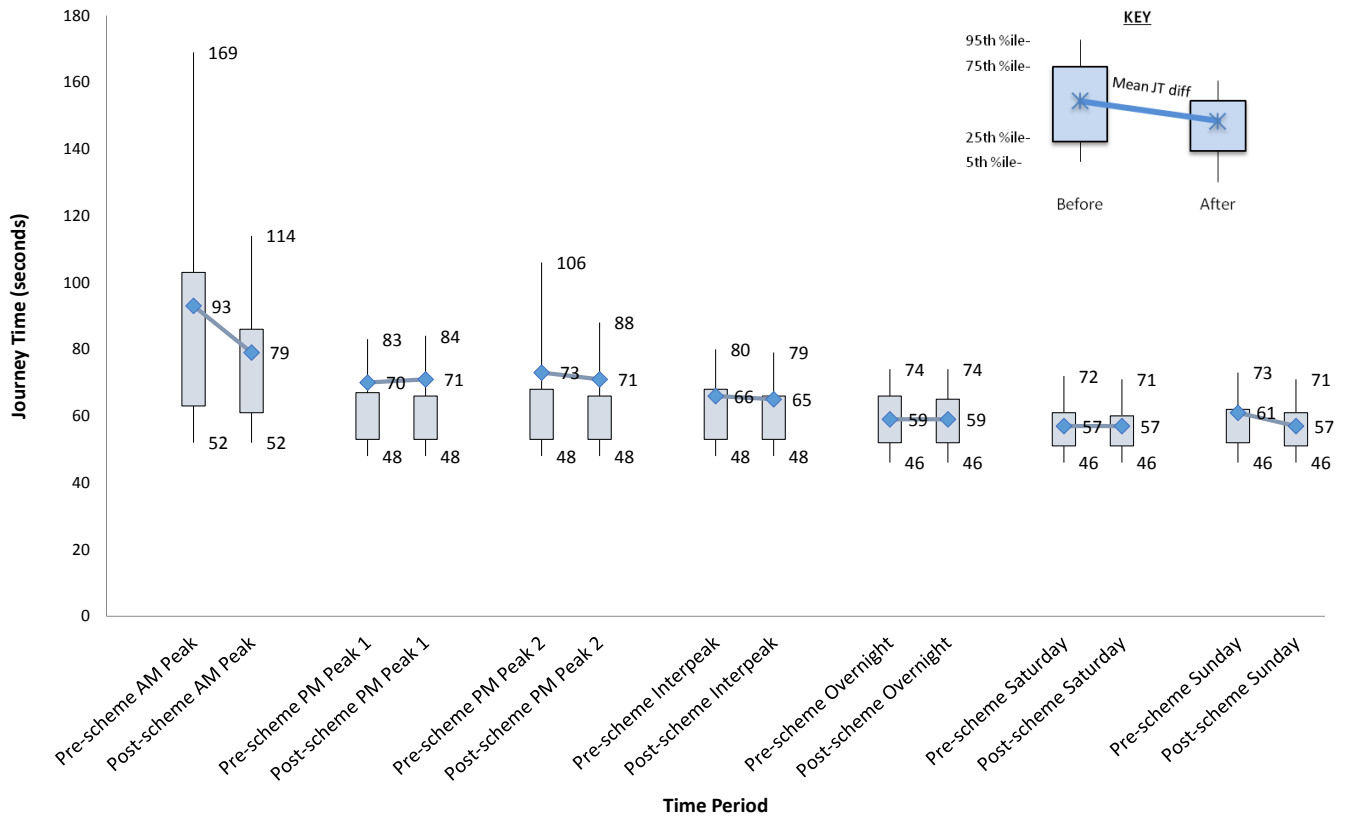 KEY
95th %ile-
75th %ile-
25th %ile-
5th %ile-
Mean JT diff
Before
After
Journey Time (seconds)
180
160
140
120
100
80
60
40
20
0
169
93
52
114
79
52
83
70
48
84
71
48
106
73
48
88
71
48
80
66
48
79
65
48
74
59
46
74
59
46
72
57
46
71
57
46
73
61
46
71
57
46
Pre-scheme AM Peak
Post-scheme AM Peak
Pre-scheme PM Peak 1
Post-scheme PM Peak 1
Pre-scheme PM Peak 2
Post-scheme PM Peak 2
Pre-scheme Interpeak
Post-scheme Interpeak
Pre-scheme Overnight
Post-scheme Overnight
Pre-scheme Saturday
Post-scheme Saturday
Pre-scheme Sunday
Post-scheme Sunday
Time Period